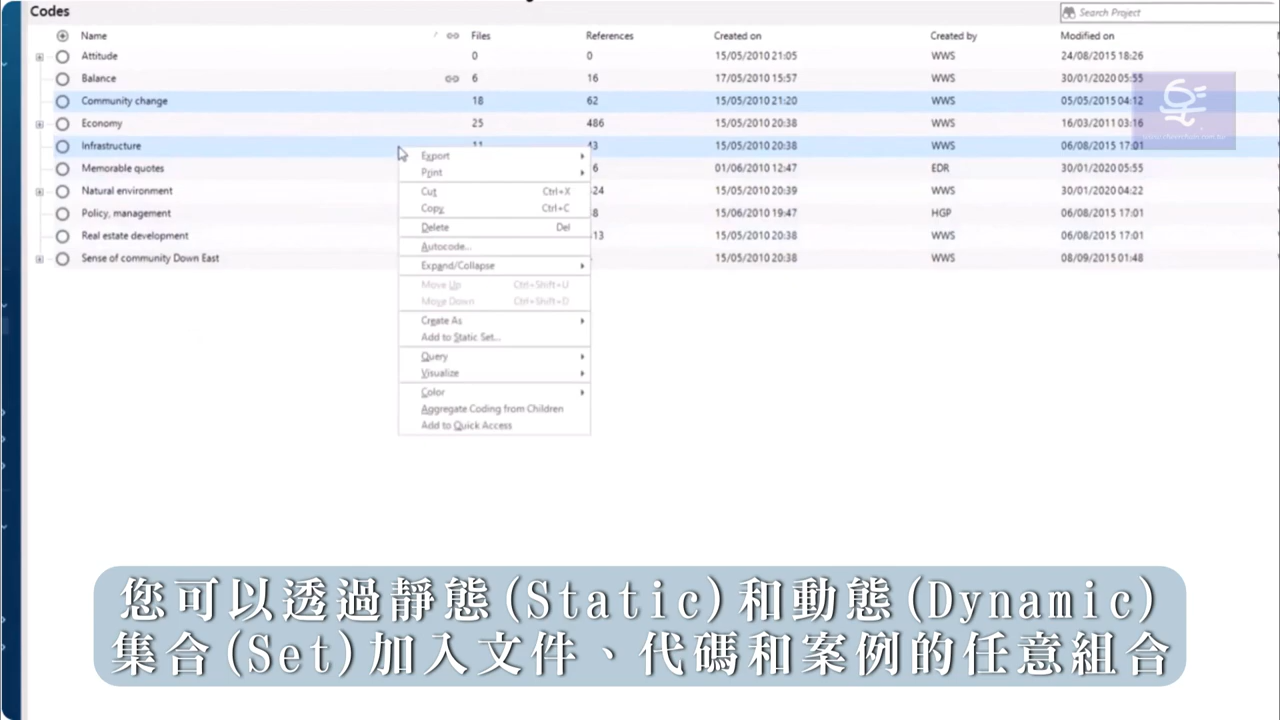 Codes
Search Project
Name Files References Created on Created by Modified on
Attitude 0 0 15/05/2010 21:05 WWS 24/08/2015 18:26
Balance 6 16 17/05/2010 15:57 WWS 30/01/2020 05:55
Community change 18 62 15/05/2010 21:20 WWS 05/05/2015 04:12
Economy 25 486 15/05/2010 20:38 WWS 16/03/2011 03:16
Infrastructure 11 43 15/05/2010 20:38 WWS 06/08/2015 17:01
Memorable quotes 6 01/06/2010 12:47 EDR 30/01/2020 05:55
Natural environment 24 15/05/2010 20:39 WWS 30/01/2020 04:22
Policy, management 8 15/06/2010 19:47 HGP 06/08/2015 17:01
Real estate development 13 15/05/2010 20:38 WWS 06/08/2015 17:01
Sense of community Down East 15/05/2010 20:38 WWS 08/09/2015 01:48
Export
Print
Cut Ctrl+X
Copy Ctrl+C
Delete Del
Autocode...
Expand/Collapse
Move Up Ctrl+Shift+U
Move Down Ctrl+Shift+D
Create As
Add to Static Set...
Query
Visualize
Color
Aggregate Coding from Children
Add to Quick Access
您可以透過靜態(Static)和動態(Dynamic)
集合(Set)加入文件、代碼和案例的任意組合